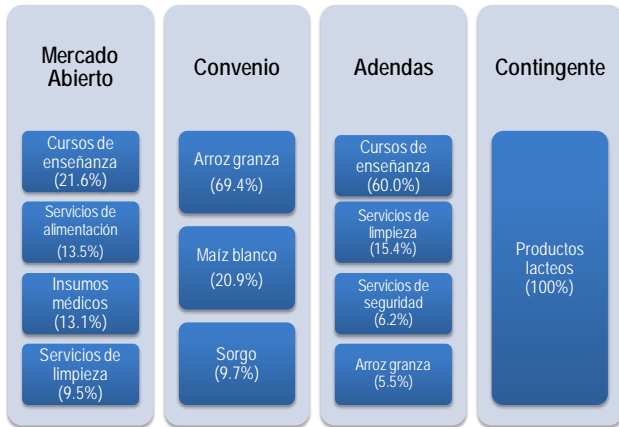 Mercado
Abierto
Cursos de
enseñanza
(21.6%)
Servicios de
alimentación
(13.5%)
Insumos
médicos
(13.1%)
Servicios de
limpieza
(9.5%)
Convenio
Arroz granza
(69.4%)
Maíz blanco
(20.9%)
Sorgo
(9.7%)
Adendas
Cursos de
enseñanza
(60.0%)
Servicios de
limpieza
(15.4%)
Servicios de
seguridad
(6.2%)
Arroz granza
(5.5%)
Contingente
Productos
lacteos
(100%)